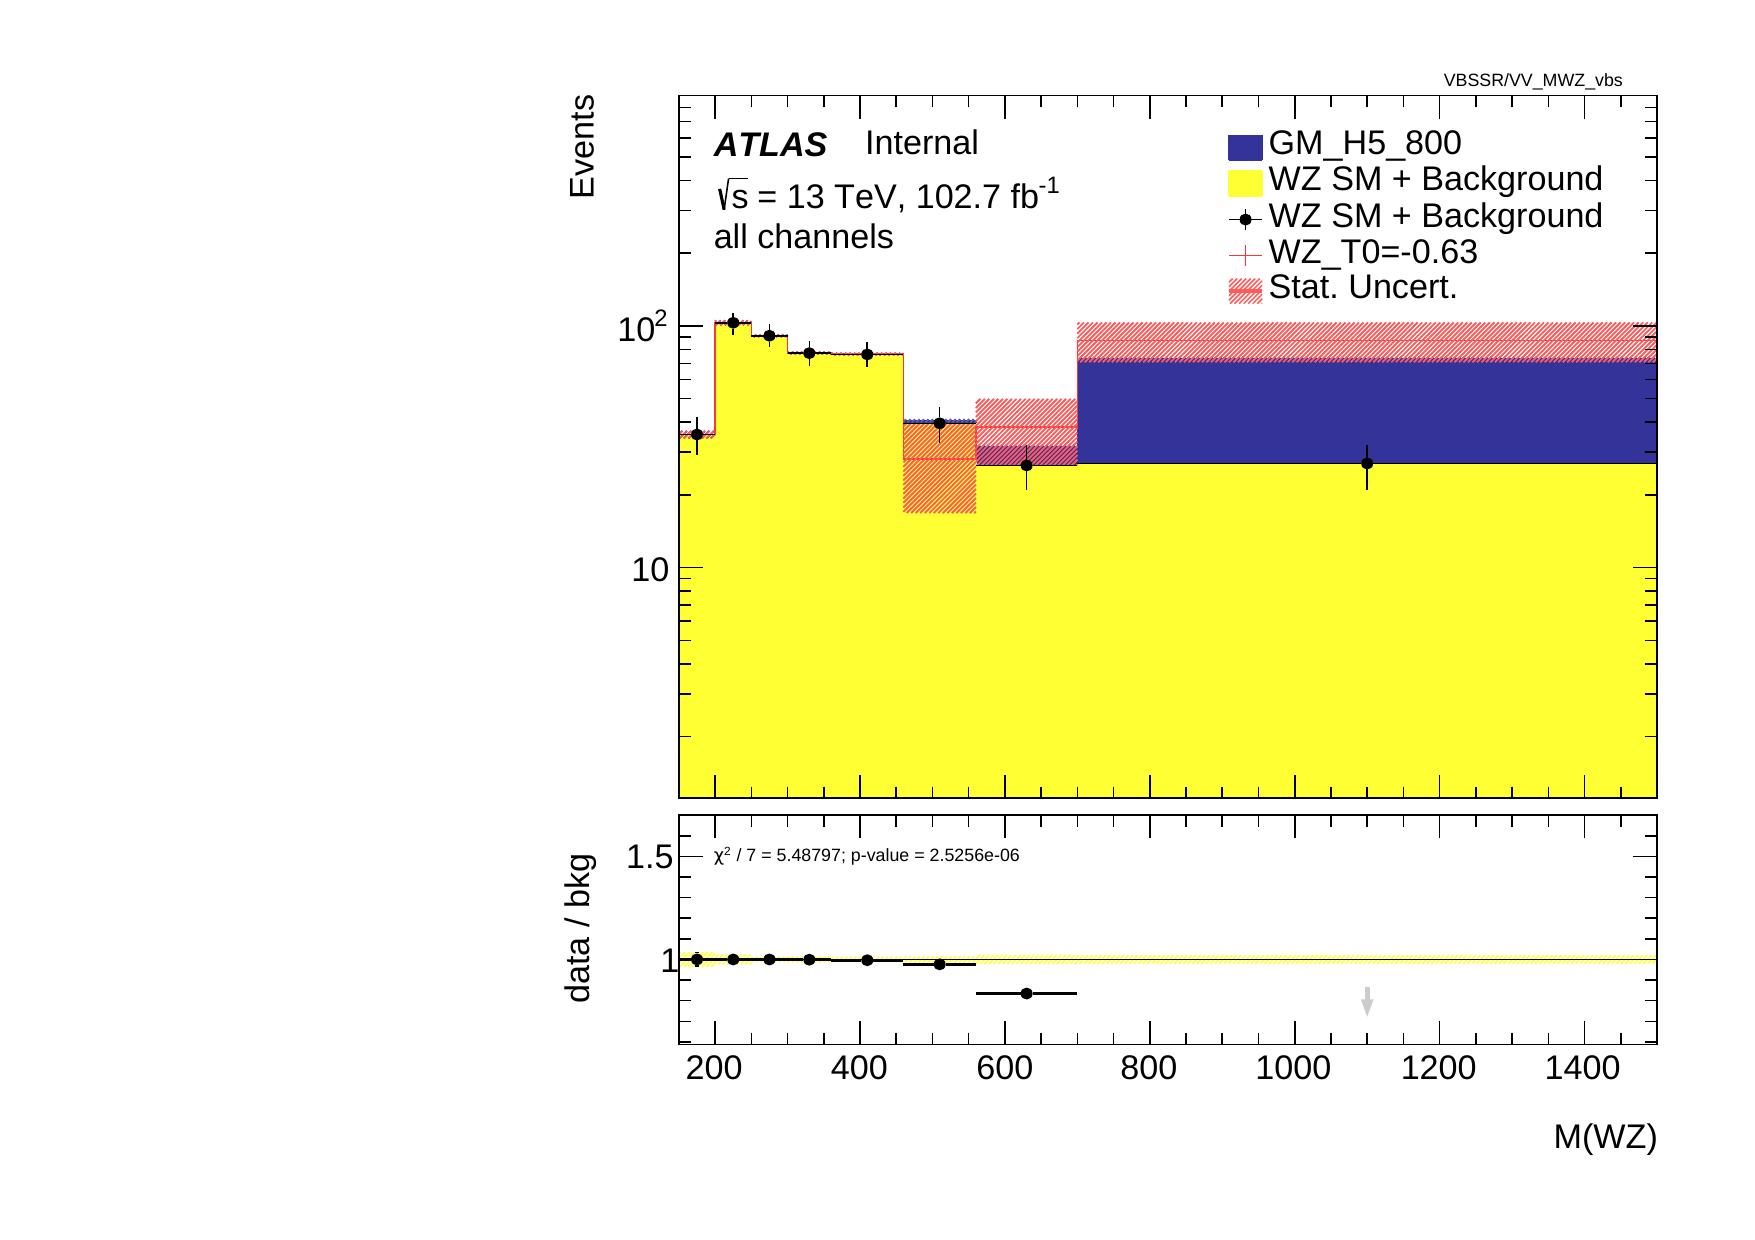 VBSSR/VV_MWZ_vbs
Events
ATLAS Internal
√s = 13 TeV, 102.7 fb-1
all channels
GM_H5_800
WZ SM + Background
WZ SM + Background
WZ_T0=-0.63
Stat. Uncert.
10²
10
data / bkg
χ² / 7 = 5.48797; p-value = 2.5256e-06
1.5
1
200 400 600 800 1000 1200 1400
M(WZ)